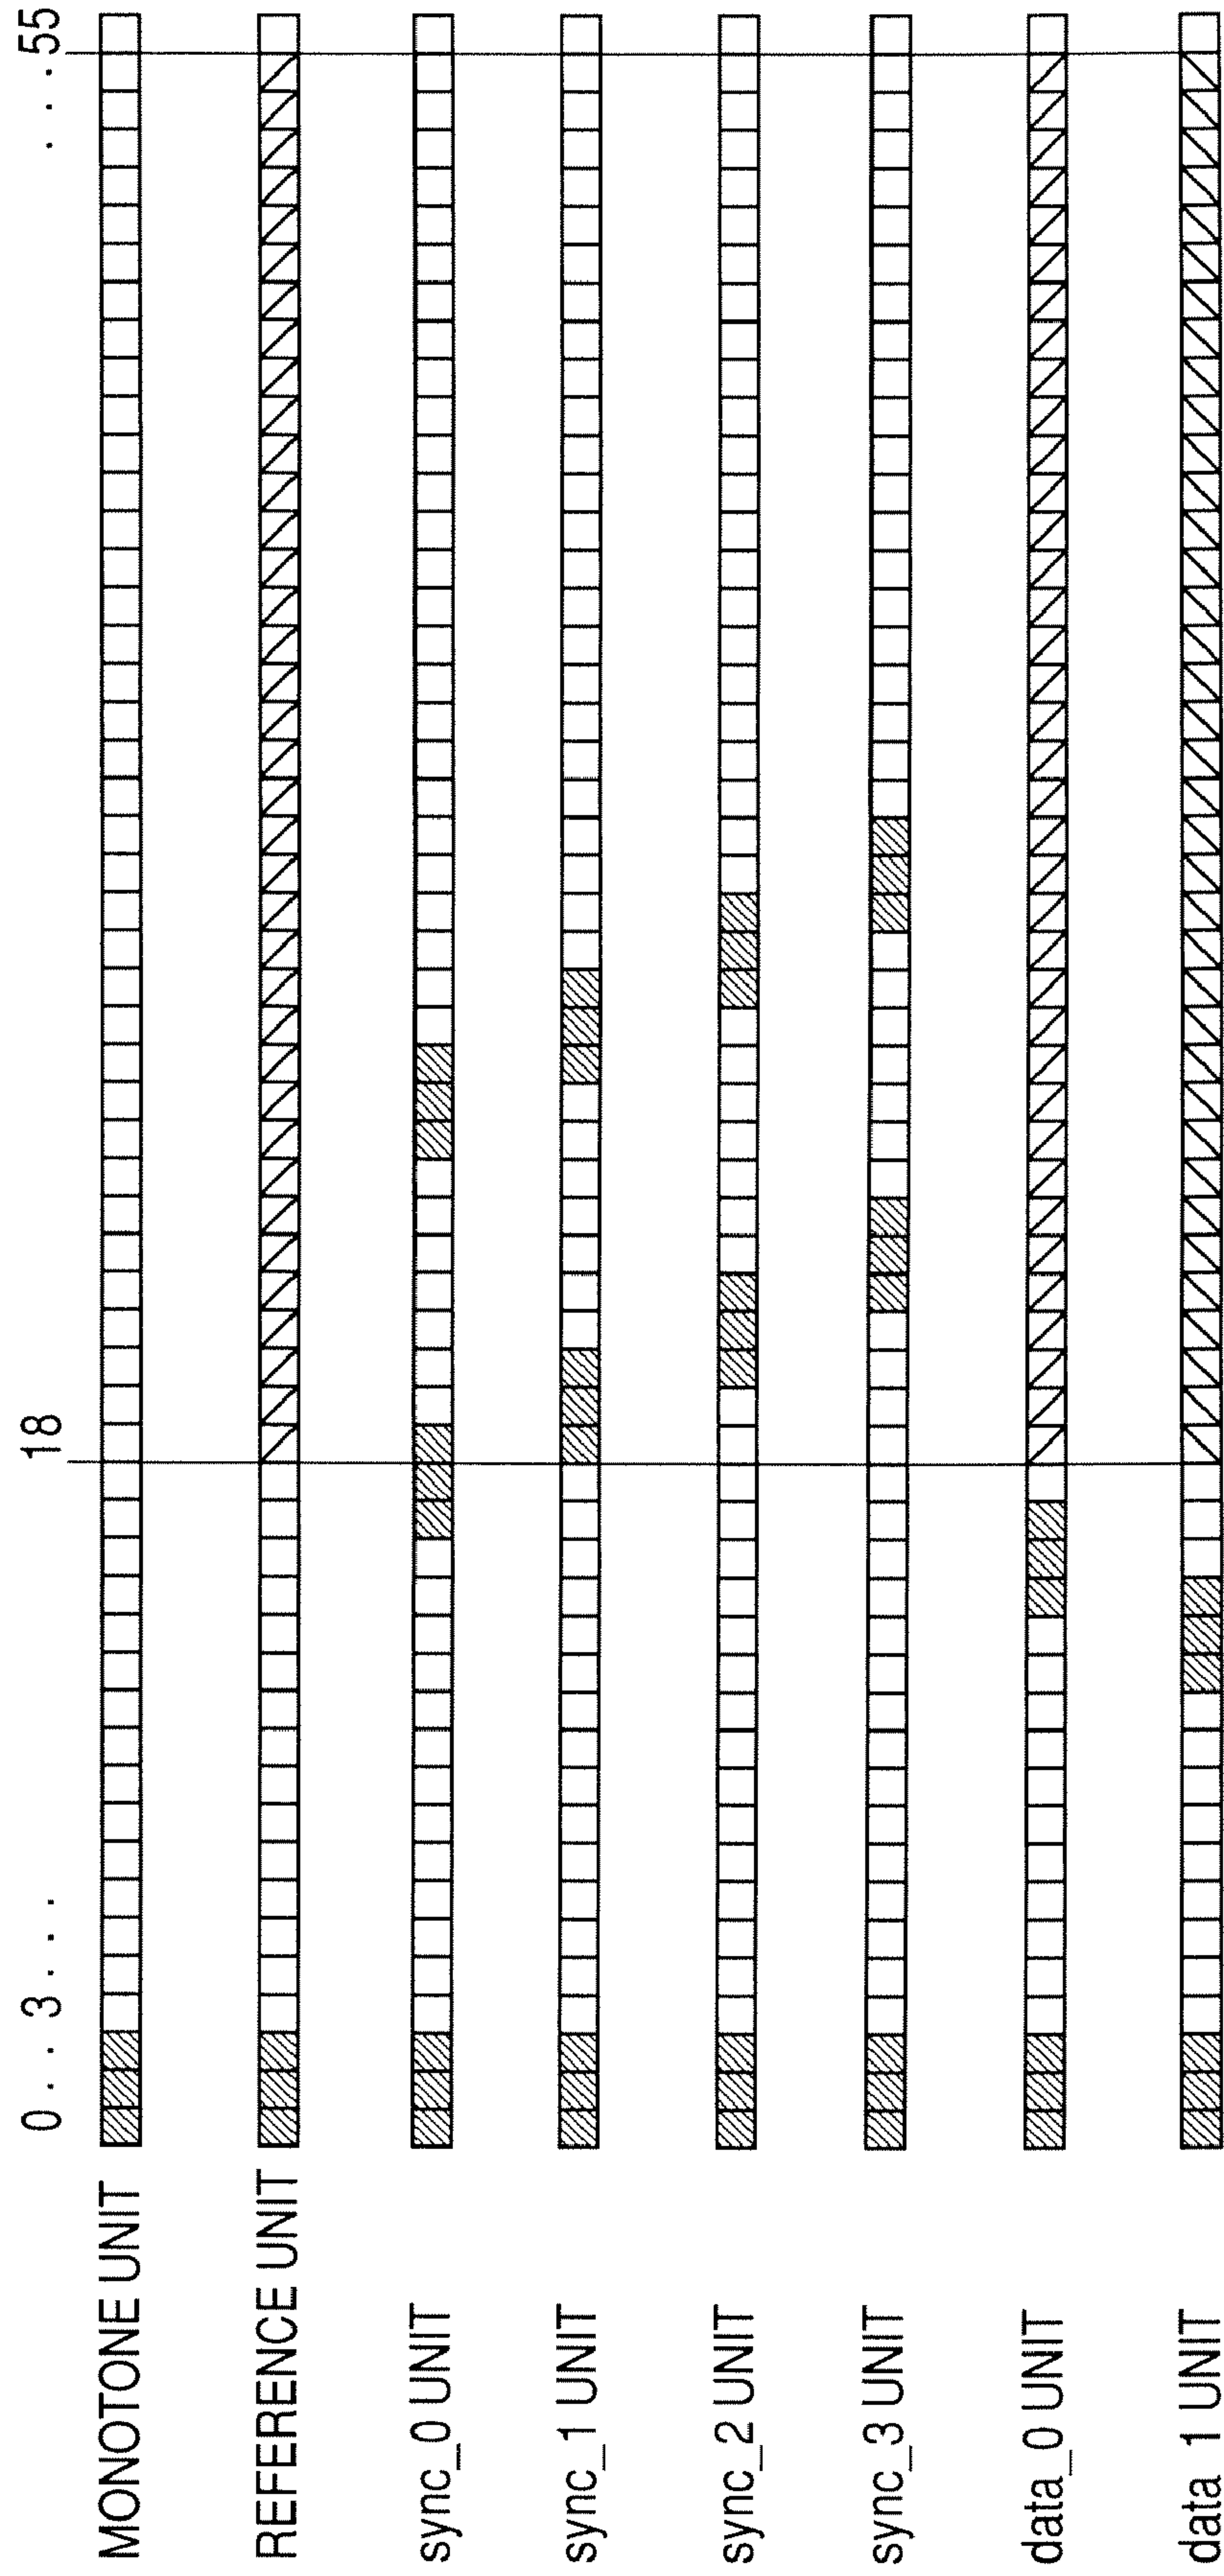 0 . . 3 . . . 18 . . . 55
MONOTONE UNIT
REFERENCE UNIT
sync_0 UNIT
sync_1 UNIT
sync_2 UNIT
sync_3 UNIT
data_0 UNIT
data_1 UNIT